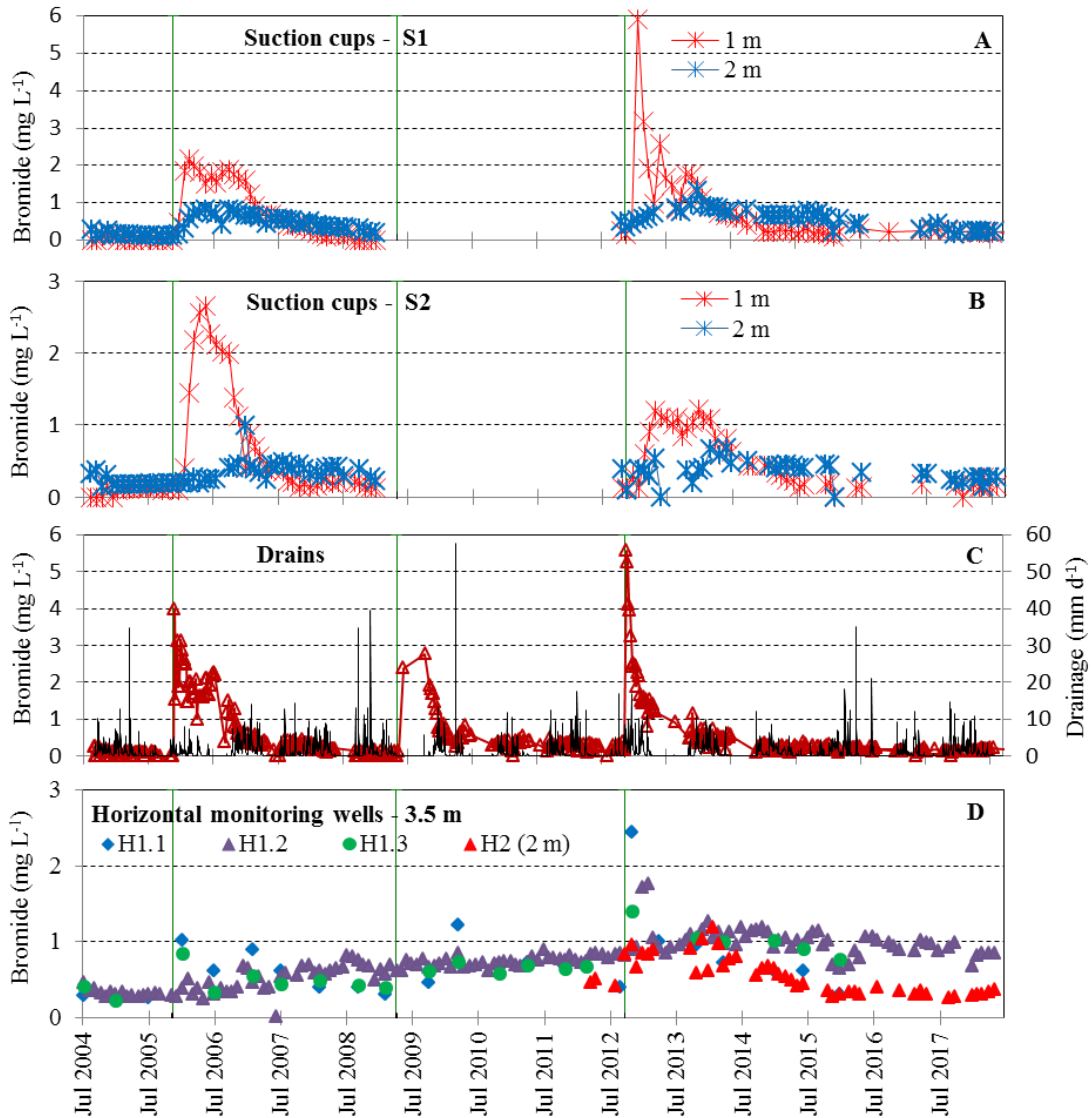 Suction cups - S1
A
1 m
2 m
Bromide (mg L-1)
6
5
4
3
2
1
0
Suction cups - S2
B
1 m
2 m
Bromide (mg L-1)
3
2
1
0
Drains
C
Bromide (mg L-1)
6
5
4
3
2
1
0
60
50
40
30
20
10
0
Drainage (mm d-1)
Horizontal monitoring wells - 3.5 m
D
H1.1 H1.2 H1.3 H2 (2 m)
Bromide (mg L-1)
3
2
1
0
Jul 2004
Jul 2005
Jul 2006
Jul 2007
Jul 2008
Jul 2009
Jul 2010
Jul 2011
Jul 2012
Jul 2013
Jul 2014
Jul 2015
Jul 2016
Jul 2017